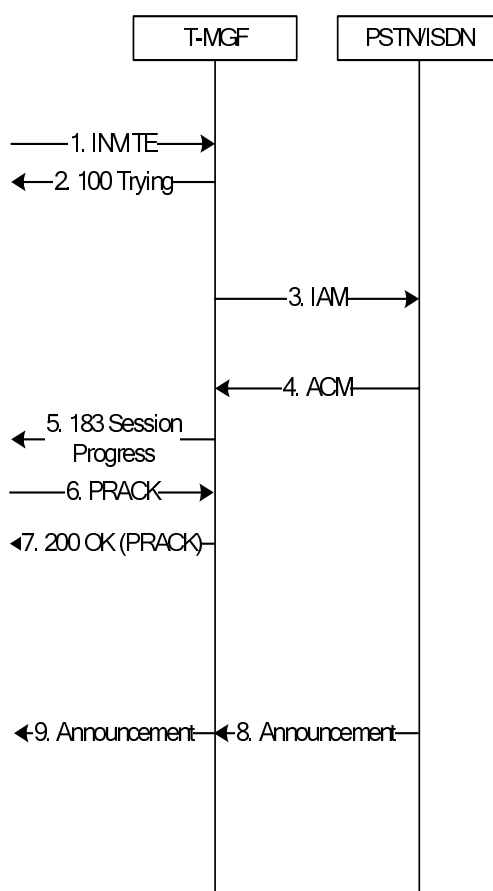 T-MGF
PSTN/ISDN
1. INVITE
2. 100 Trying
3. IAM
4. ACM
5. 183 Session
Progress
6. PRACK
7. 200 OK (PRACK)
9. Announcement
8. Announcement